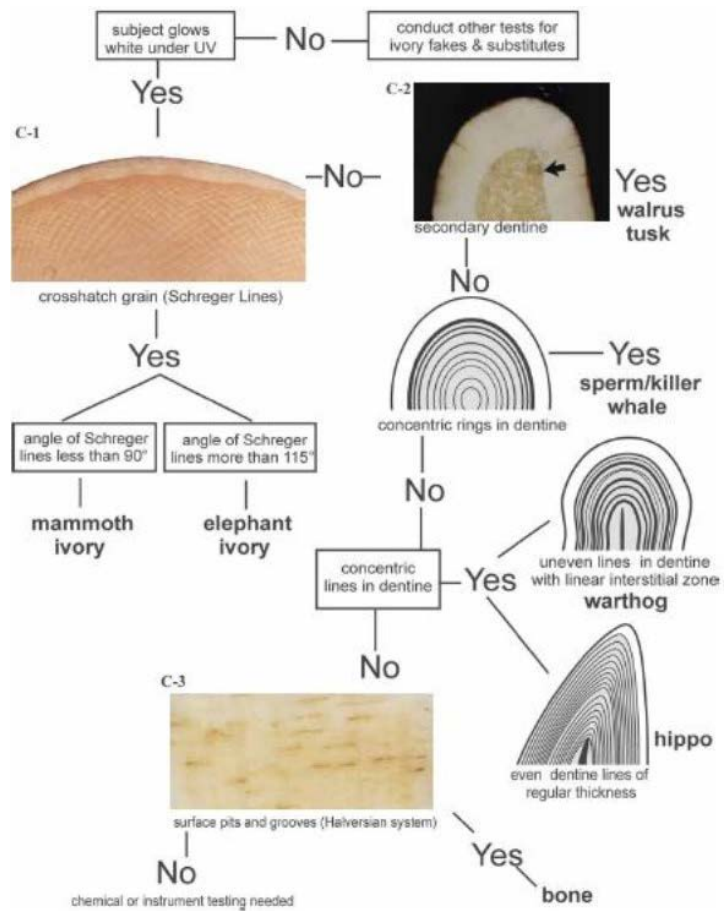 subject glows
white under UV
No
conduct other tests for
ivory fakes & substitutes
Yes
C-1
C-2
No
Yes
walrus
tusk
secondary dentine
No
crosshatch grain (Schreger Lines)
Yes
Yes
sperm/killer
whale
concentric rings in dentine
angle of Schreger
lines less than 90°
angle of Schreger
lines more than 115°
No
mammoth
ivory
elephant
ivory
concentric
lines in dentine
Yes
uneven lines in dentine
with linear interstitial zone
warthog
No
C-3
hippo
even dentine lines of
regular thickness
surface pits and grooves (Halversian system)
No
Yes
chemical or instrument testing needed
bone